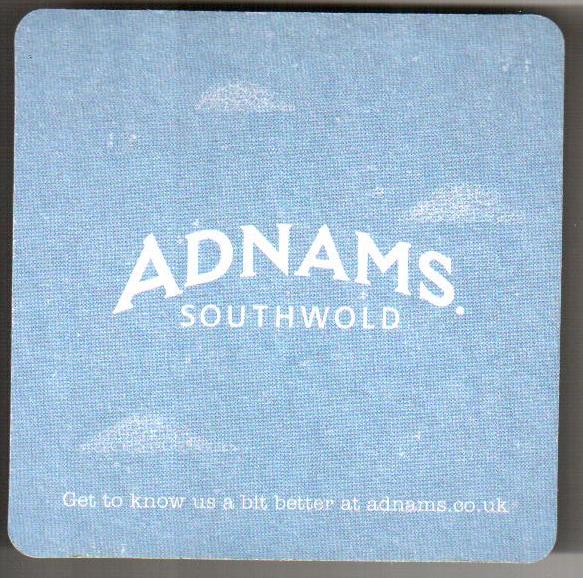 ADNAMS.
SOUTHWOLD
Get to know us a bit better at adnams.co.uk